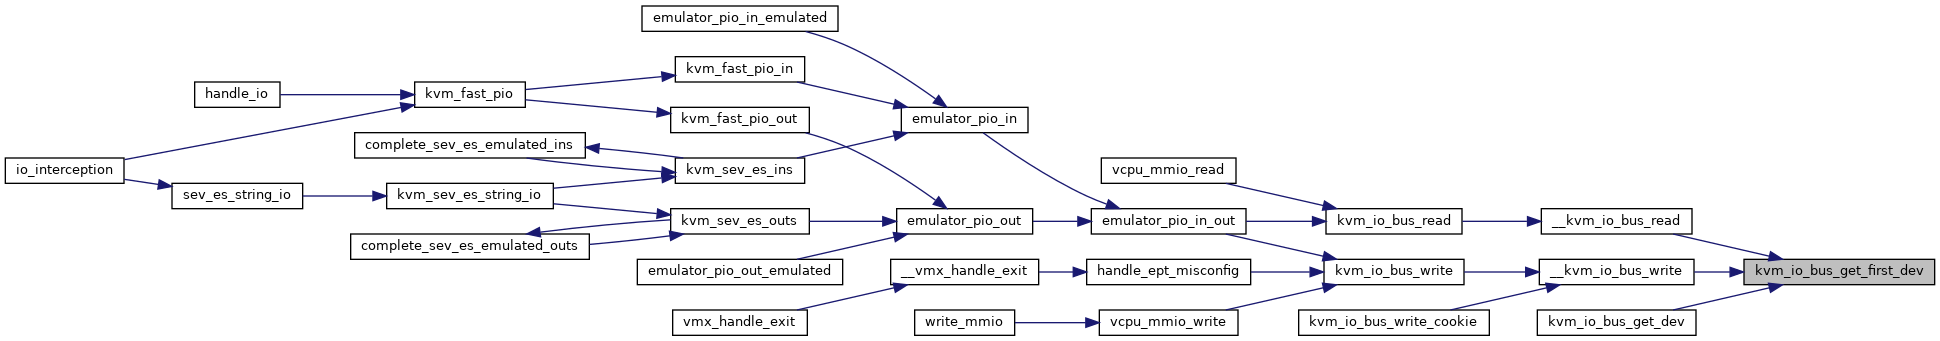 emulator_pio_in_emulated
kvm_fast_pio_in
handle_io
kvm_fast_pio
kvm_fast_pio_out
emulator_pio_in
complete_sev_es_emulated_ins
io_interception
kvm_sev_es_ins
vcpu_mmio_read
sev_es_string_io
kvm_sev_es_string_io
kvm_sev_es_outs
emulator_pio_out
emulator_pio_in_out
kvm_io_bus_read
__kvm_io_bus_read
complete_sev_es_emulated_outs
emulator_pio_out_emulated
__vmx_handle_exit
handle_ept_misconfig
kvm_io_bus_write
__kvm_io_bus_write
kvm_io_bus_get_first_dev
vmx_handle_exit
write_mmio
vcpu_mmio_write
kvm_io_bus_write_cookie
kvm_io_bus_get_dev